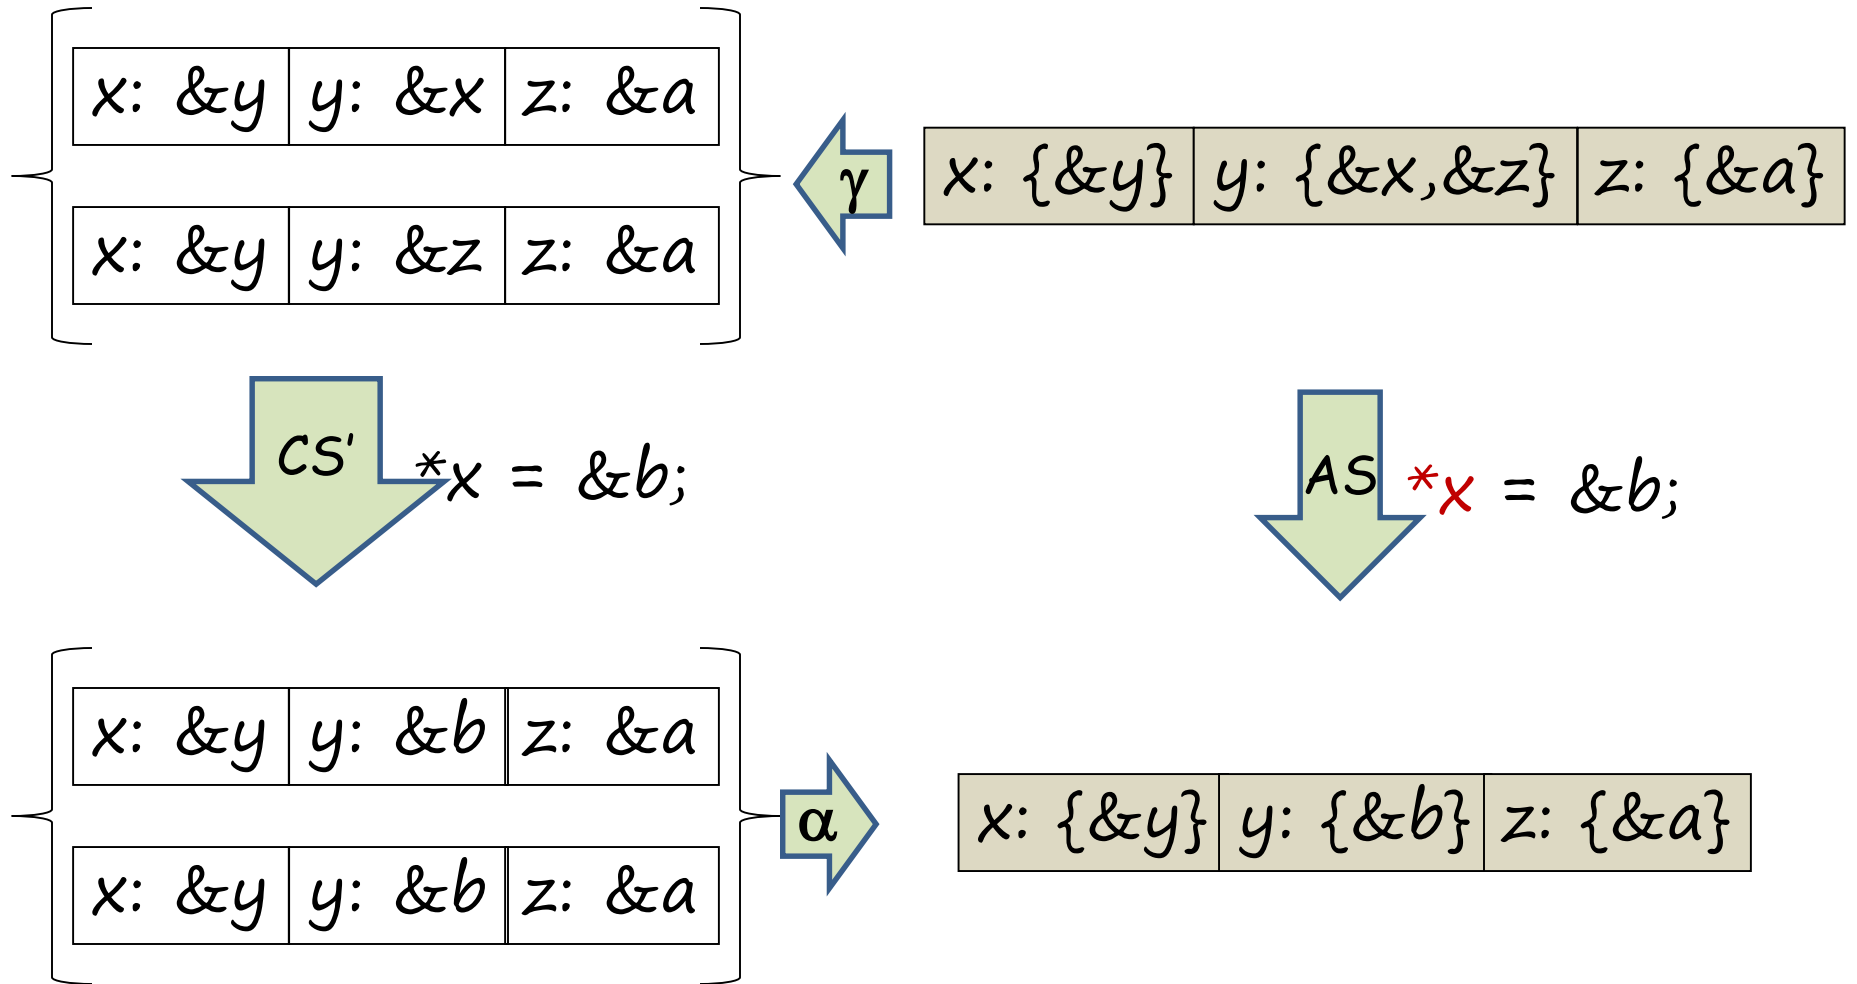 x: &y y: &x z: &a
γ
x: {&y} y: {&x,&z} z: {&a}
x: &y y: &z z: &a
CS'
*x = &b;
AS
*x = &b;
x: &y y: &b z: &a
α
x: {&y} y: {&b} z: {&a}
x: &y y: &b z: &a